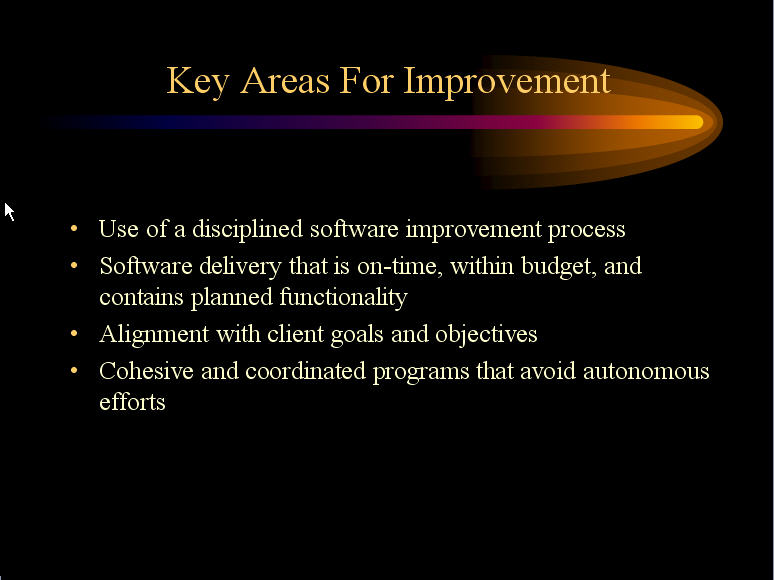 Key Areas For Improvement
• Use of a disciplined software improvement process
• Software delivery that is on-time, within budget, and
contains planned functionality
• Alignment with client goals and objectives
• Cohesive and coordinated programs that avoid autonomous
efforts